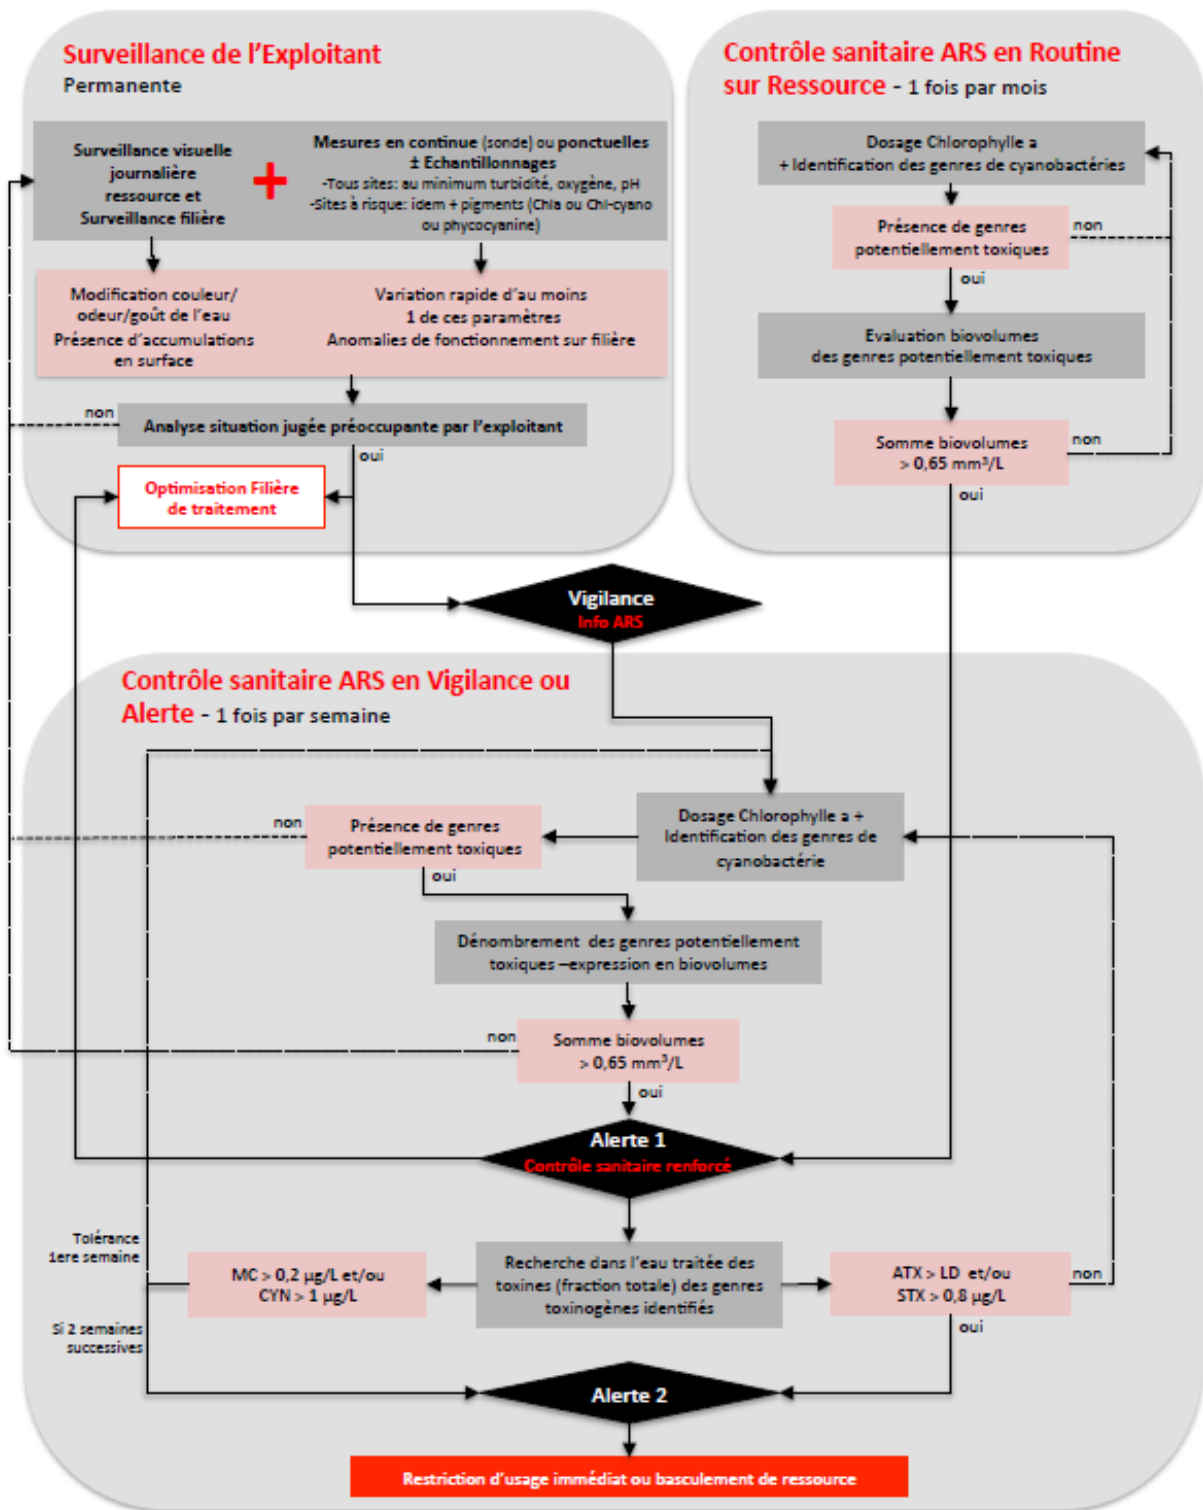 Surveillance de l'Exploitant
Permanente
Surveillance visuelle
journalière
ressource et
Surveillance filière
+
Mesures en continue (sonde) ou ponctuelles
± Echantillonnages
-Tous sites: au minimum turbidité, oxygène, pH
-Sites à risque: idem + pigments (Chla ou Chl-cyano
ou phycocyanine)
Modification couleur/
odeur/goût de l'eau
Présence d'accumulations
en surface
Variation rapide d'au moins
1 de ces paramètres
Anomalies de fonctionnement sur filière
non
Analyse situation jugée préoccupante par l'exploitant
oui
Optimisation Filière
de traitement
Contrôle sanitaire ARS en Routine
sur Ressource - 1 fois par mois
Dosage Chlorophylle a
+ Identification des genres de cyanobactéries
Présence de genres
potentiellement toxiques
non
oui
Evaluation biovolumes
des genres potentiellement toxiques
Somme biovolumes
> 0,65 mm³/L
non
oui
Vigilance
Info ARS
Contrôle sanitaire ARS en Vigilance ou
Alerte - 1 fois par semaine
Dosage Chlorophylle a +
Identification des genres de
cyanobactérie
non
Présence de genres
potentiellement toxiques
oui
Dénombrement des genres potentiellement
toxiques –expression en biovolumes
non
Somme biovolumes
> 0,65 mm³/L
oui
Alerte 1
Contrôle sanitaire renforcé
Tolérance
1ere semaine
MC > 0,2 µg/L et/ou
CYN > 1 µg/L
Recherche dans l'eau traitée des
toxines (fraction totale) des genres
toxinogènes identifiés
ATX > LD et/ou
STX > 0,8 µg/L
non
oui
Si 2 semaines
successives
Alerte 2
Restriction d'usage immédiat ou basculement de ressource